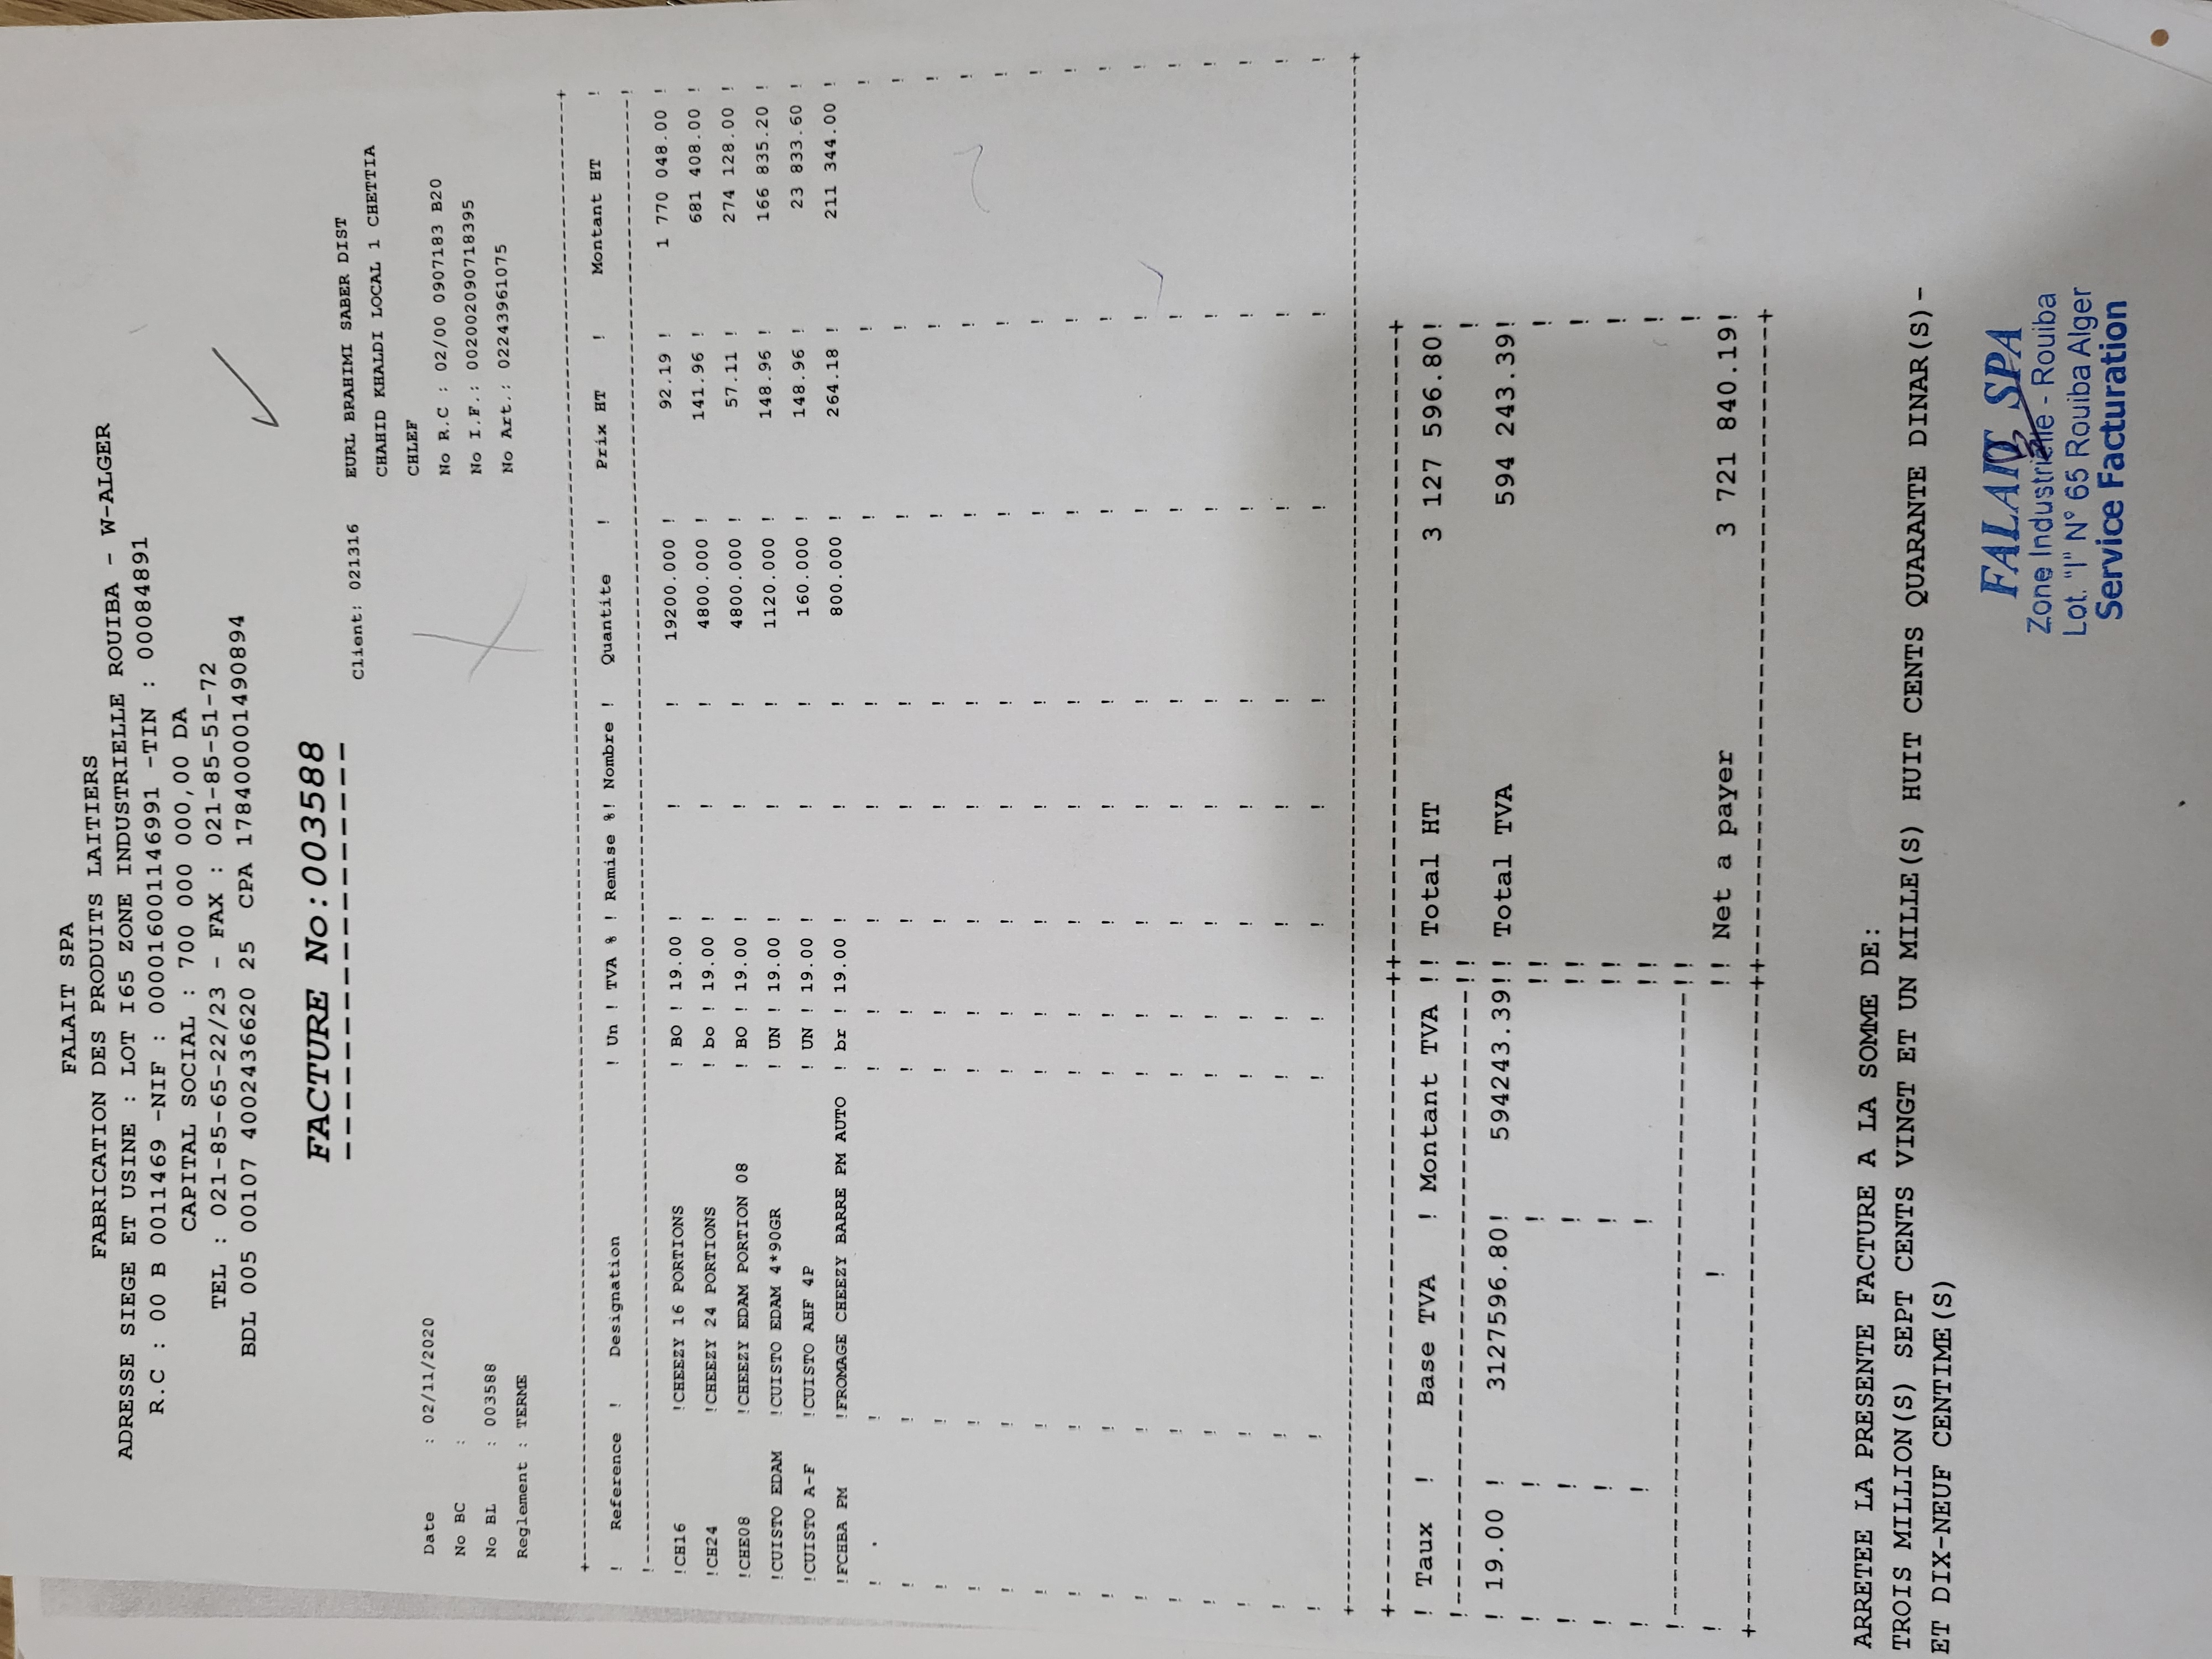 FALAIT SPA
FABRICATION DES PRODUITS LAITIERS
ADRESSE SIEGE ET USINE : LOT I65 ZONE INDUSTRIELLE ROUIBA - W-ALGER
R.C : 00 B 0011469 -NIF : 000016001146991 -TIN : 00084891
CAPITAL SOCIAL : 700 000 000,00 DA
TEL : 021-85-65-22/23 - FAX : 021-85-51-72
BDL 005 00107 4002436620 25 CPA 178400001490894
FACTURE No:003588
Client: 021316 EURL BRAHIMI SABER DIST
CHAHID KHALDI LOCAL 1 CHETTIA
CHLEF
No R.C : 02/00 0907183 B20
No I.F.: 002002090718395
No Art.: 02243961075
Date : 02/11/2020
No BC :
No BL : 003588
Reglement : TERME
! Reference ! Designation ! Un ! TVA % ! Remise %! Nombre ! Quantite ! Prix HT ! Montant HT !
!CH16 !CHEEZY 16 PORTIONS ! BO ! 19.00 ! ! ! 19200.000 ! 92.19 ! 1 770 048.00 !
!CH24 !CHEEZY 24 PORTIONS ! bo ! 19.00 ! ! ! 4800.000 ! 141.96 ! 681 408.00 !
!CHE08 !CHEEZY EDAM PORTION 08 ! BO ! 19.00 ! ! ! 4800.000 ! 57.11 ! 274 128.00 !
!CUISTO EDAM !CUISTO EDAM 4*90GR ! UN ! 19.00 ! ! ! 1120.000 ! 148.96 ! 166 835.20 !
!CUISTO A-F !CUISTO AHF 4P ! UN ! 19.00 ! ! ! 160.000 ! 148.96 ! 23 833.60 !
!FCHBA PM !FROMAGE CHEEZY BARRE PM AUTO ! br ! 19.00 ! ! ! 800.000 ! 264.18 ! 211 344.00 !
! Taux ! Base TVA ! Montant TVA !! Total HT 3 127 596.80!
! 19.00 ! 3127596.80! 594243.39!! Total TVA 594 243.39!
!! Net a payer 3 721 840.19!
ARRETEE LA PRESENTE FACTURE A LA SOMME DE:
TROIS MILLION(S) SEPT CENTS VINGT ET UN MILLE(S) HUIT CENTS QUARANTE DINAR(S)-
ET DIX-NEUF CENTIME(S)
FALAIT SPA
Zone Industrielle - Rouiba
Lot. "I" N° 65 Rouiba Alger
Service Facturation